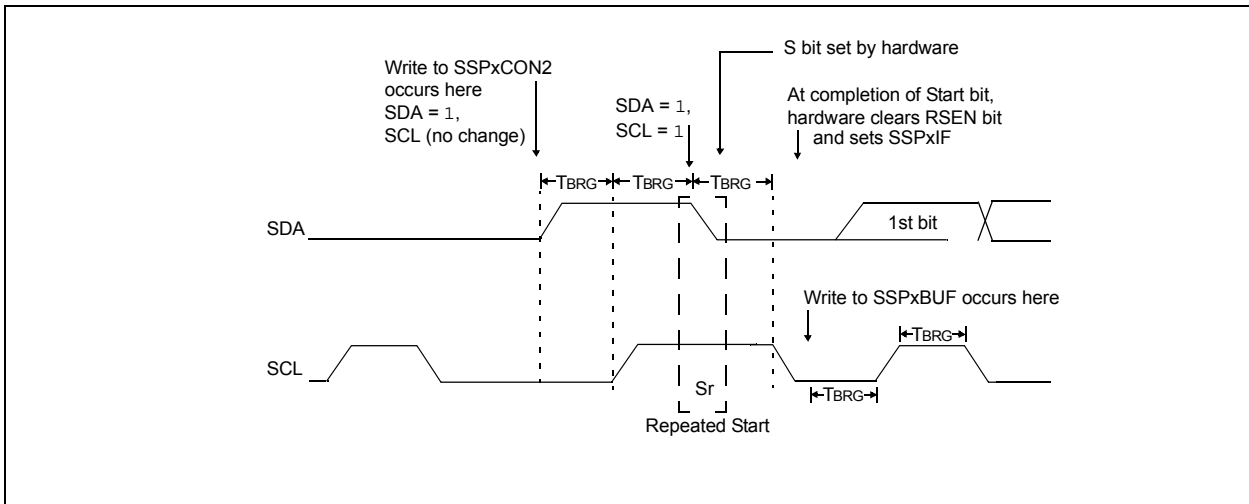 S bit set by hardware
Write to SSPxCON2
occurs here
SDA = 1,
SCL (no change)
SDA = 1,
SCL = 1
At completion of Start bit,
hardware clears RSEN bit
and sets SSPxIF
TBRG
TBRG
TBRG
SDA
1st bit
Write to SSPxBUF occurs here
TBRG
SCL
Sr
TBRG
Repeated Start